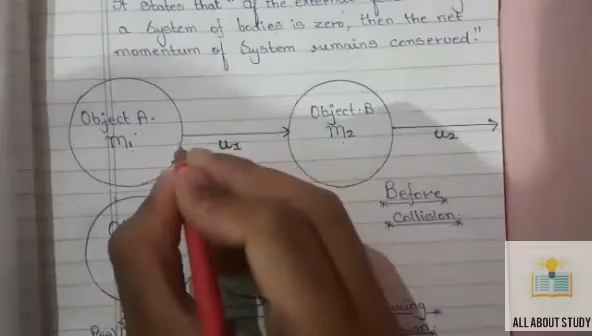 It states that "If the external
a System of bodies is zero, then the net
momentum of System remains conserved."
Object A.
m₁
u₁
Object B
m₂
u₂
*Before*
*Collision:*
ALL ABOUT STUDY